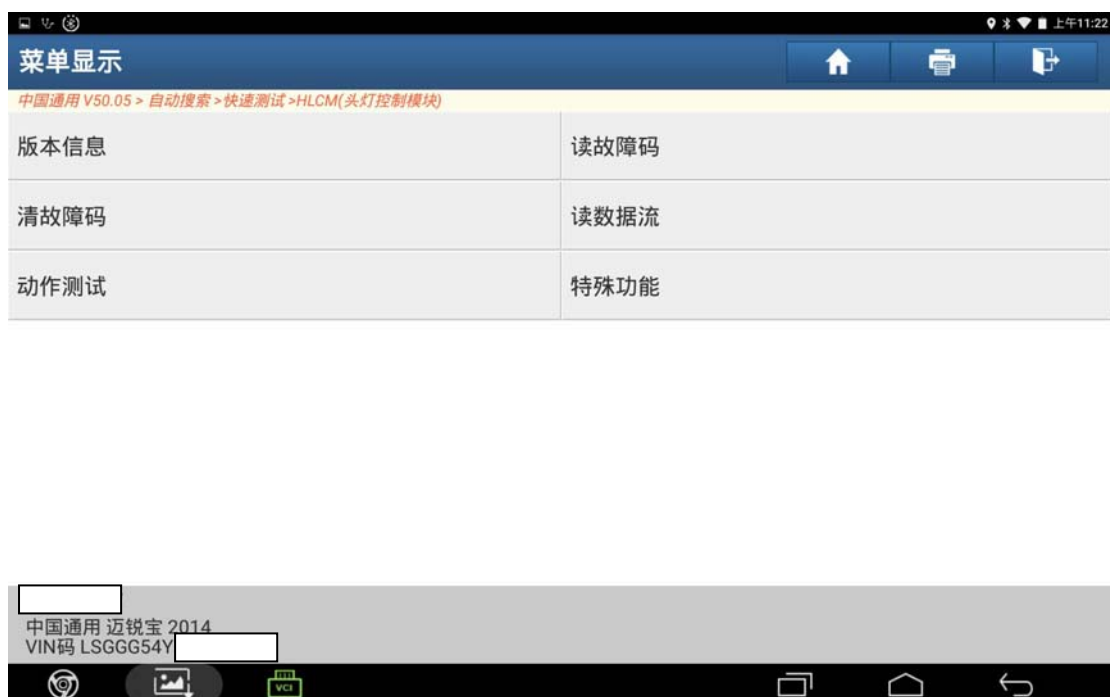 上午11:22
菜单显示
中国通用 V50.05 > 自动搜索 >快速测试 >HLCM(头灯控制模块)
版本信息
读故障码
清故障码
读数据流
动作测试
特殊功能
中国通用 迈锐宝 2014
VIN码 LSGGG54Y
VCI